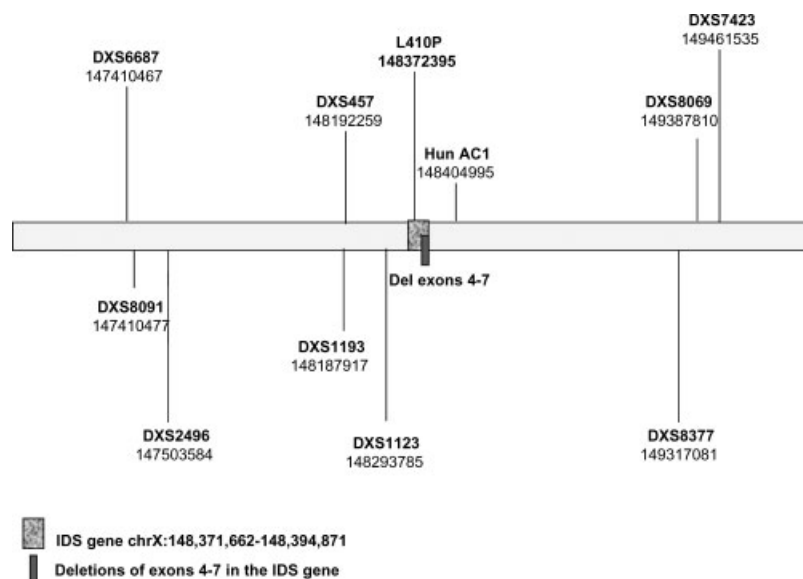 DXS7423
149461535
L410P
148372395
DXS6687
147410467
DXS457
148192259
DXS8069
149387810
Hun AC1
148404995
Del exons 4-7
DXS8091
147410477
DXS1193
148187917
DXS2496
147503584
DXS1123
148293785
DXS8377
149317081
IDS gene chrX:148,371,662-148,394,871
Deletions of exons 4-7 in the IDS gene